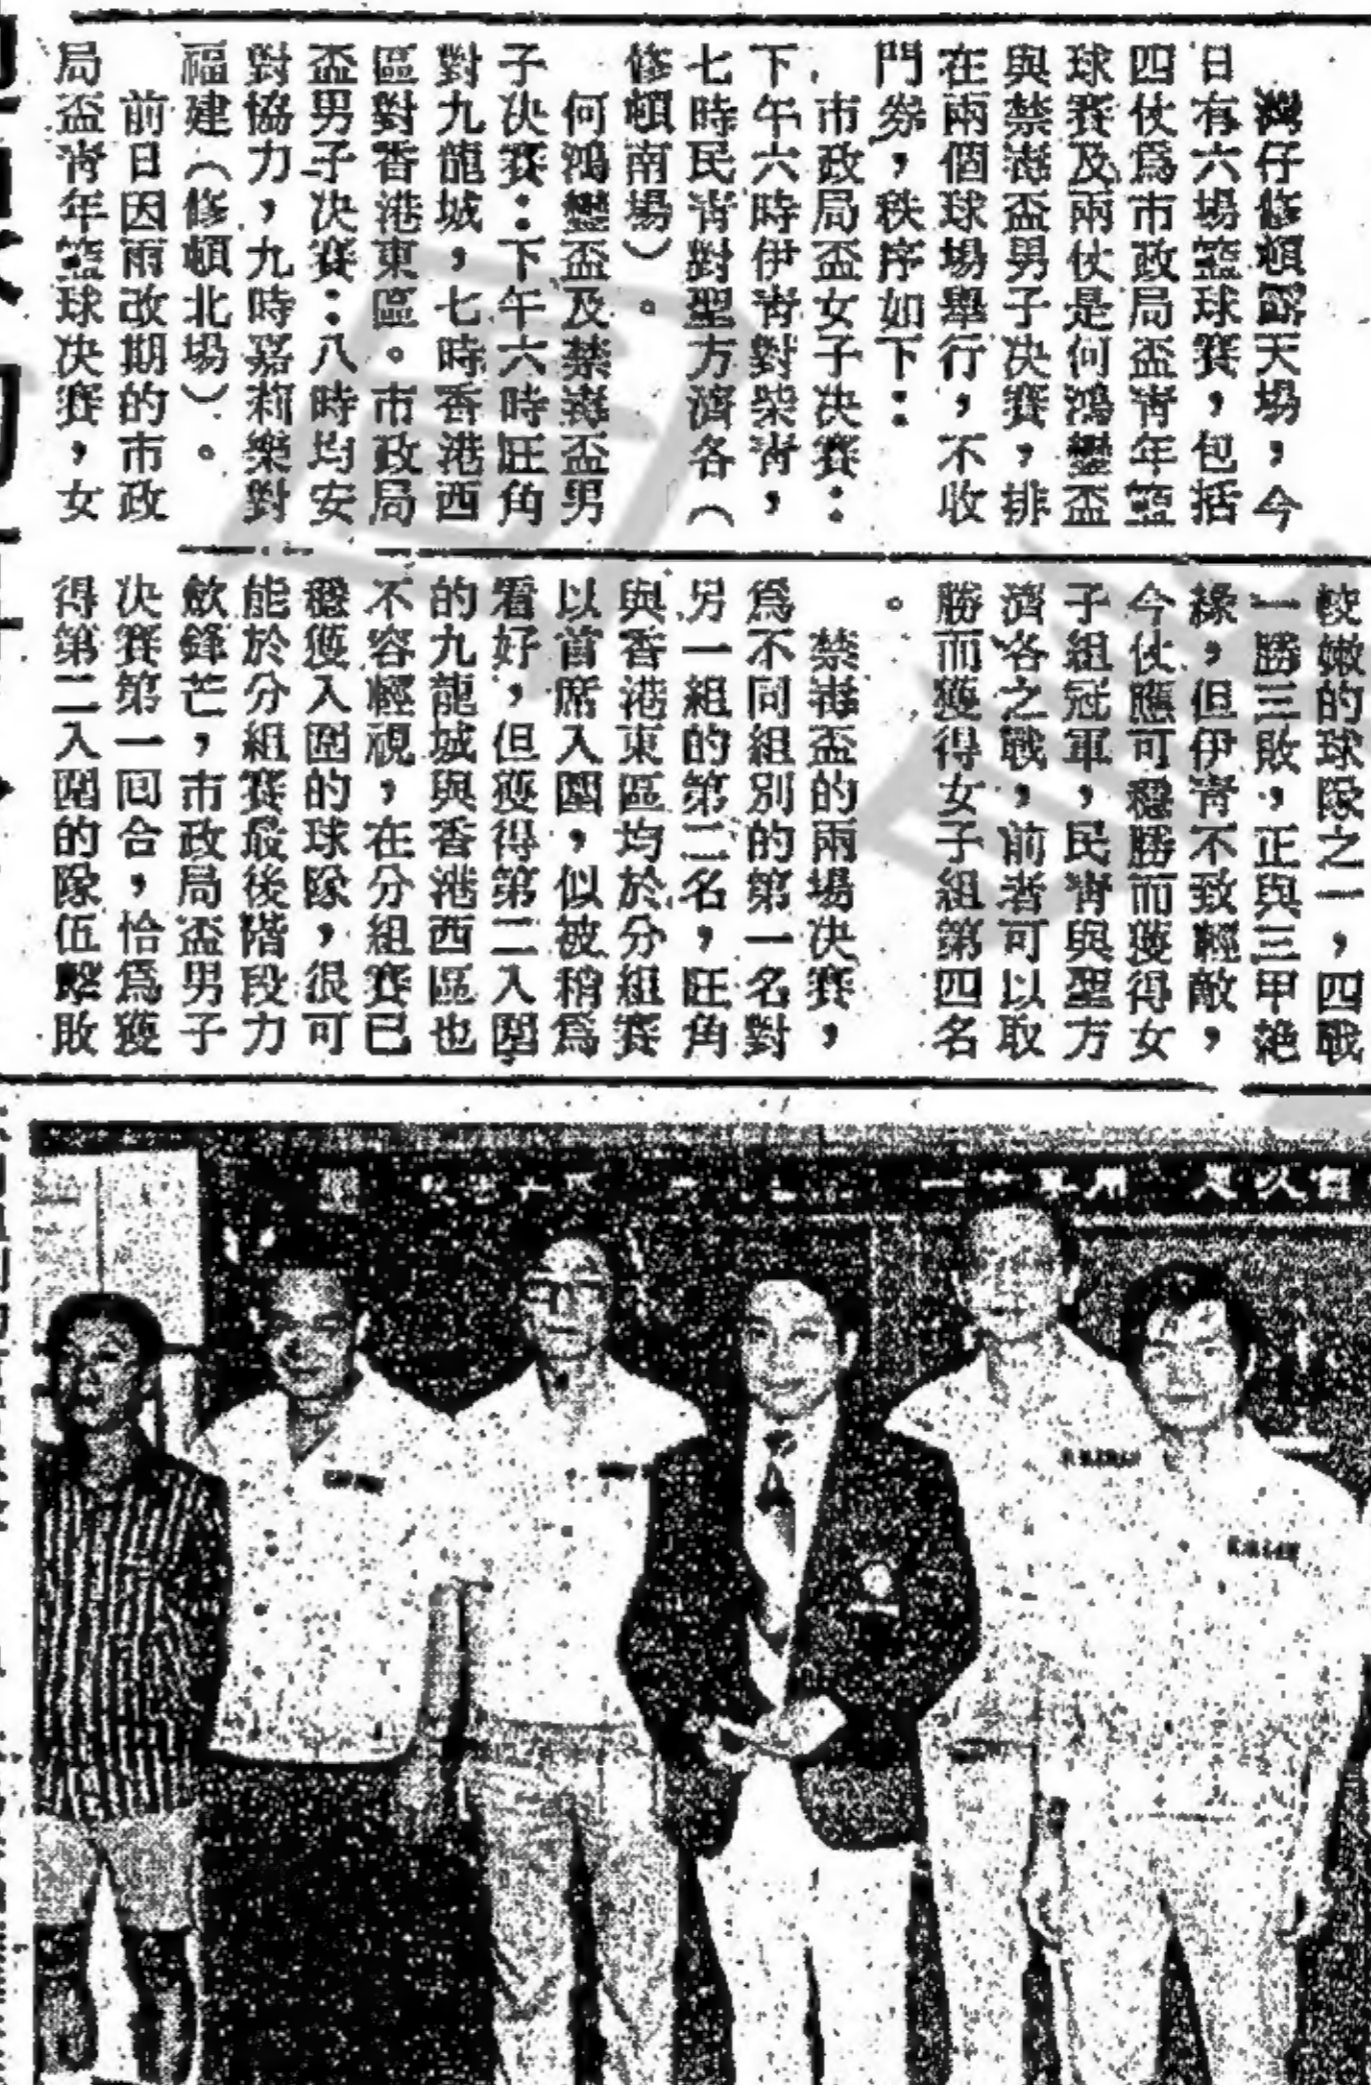 灣仔修頓露天場，今
日有六場籃球賽，包括
四仗爲市政局盃青年籃
球賽及兩仗是何鴻鑾盃
與禁毒盃男子决賽，排
在兩個球場舉行，不收
門券，秩序如下：
市政局盃女子决賽：
下午六時伊青對柴青，
七時民青對聖方濟各（
修頓南場）。
何鴻鑾盃及禁毒盃男
子决賽：下午六時旺角
對九龍城，七時香港西
區對香港東區。市政局
盃男子决賽：八時均安
對協力，九時嘉莉樂對
福建（修頓北場）。
前日因雨改期的市政
局盃青年籃球决賽，女
較嫩的球隊之一，四戰
一勝三敗，正與三甲絶
緣，但伊青不致輕敵，
今仗應可穩勝而獲得女
子組冠軍，民青與聖方
濟各之戰，前者可以取
勝而獲得女子組第四名
。
禁毒盃的兩場决賽，
爲不同組別的第一名對
另一組的第二名，旺角
與香港東區均於分組賽
以首席入圍，似被稍爲
看好，但獲得第二入圍
的九龍城與香港西區也
不容輕視，在分組賽已
穩獲入圍的球隊，很可
能於分組賽最後階段力
歛鋒芒，市政局盃男子
决賽第一回合，恰爲獲
得第二入圍的隊伍擊敗